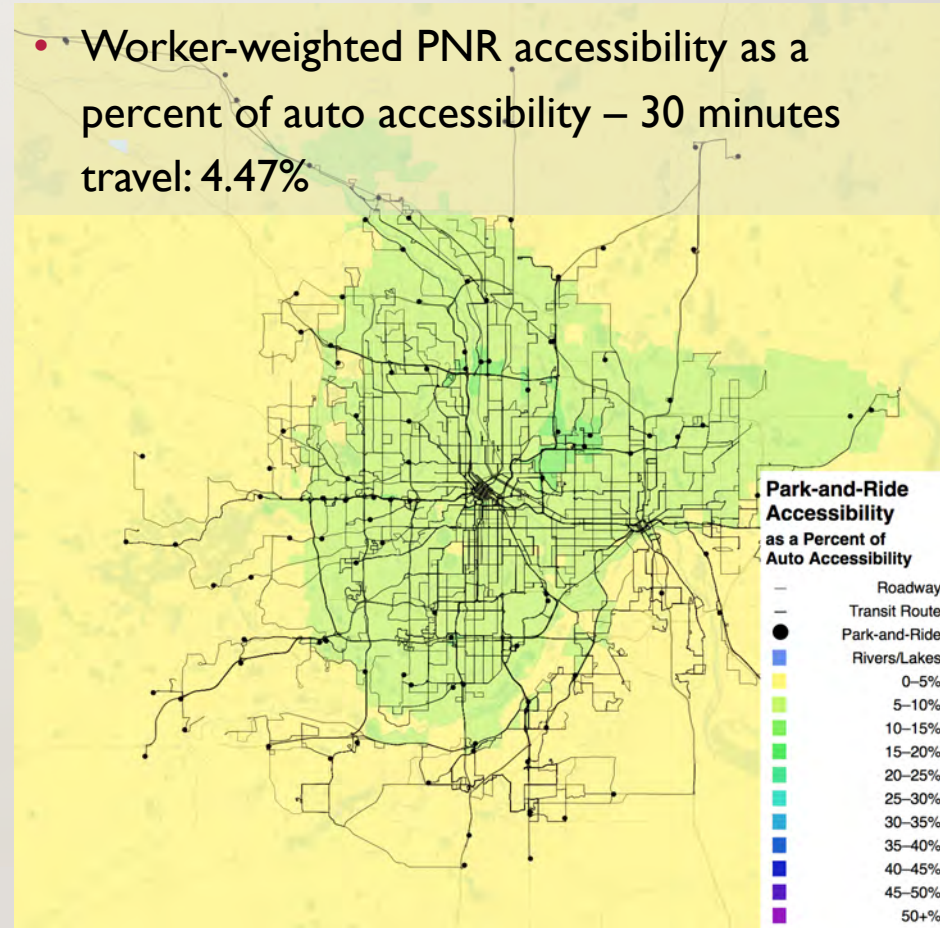 • Worker-weighted PNR accessibility as a
percent of auto accessibility – 30 minutes
travel: 4.47%
Park-and-Ride
Accessibility
as a Percent of
Auto Accessibility
Roadway
Transit Route
Park-and-Ride
Rivers/Lakes
0–5%
5–10%
10–15%
15–20%
20–25%
25–30%
30–35%
35–40%
40–45%
45–50%
50+%